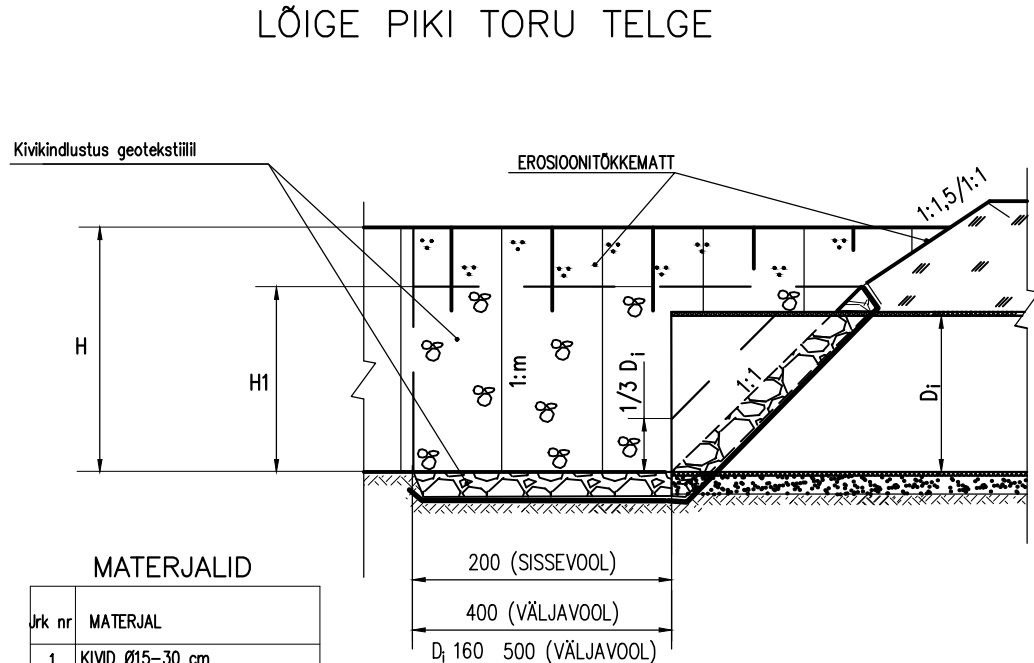 LÕIGE PIKI TORU TELGE
Kivikindlustus geotekstiilil
EROSIOONITÕKKEMATT
1:1,5/1:1
H
H1
1:m
1/3 Di
1:1
Di
200 (SISSEVOOL)
400 (VÄLJAVOOL)
Di 160 500 (VÄLJAVOOL)
MATERJALID
Jrk nr MATERJAL
1 KIVID Ø15-30 cm